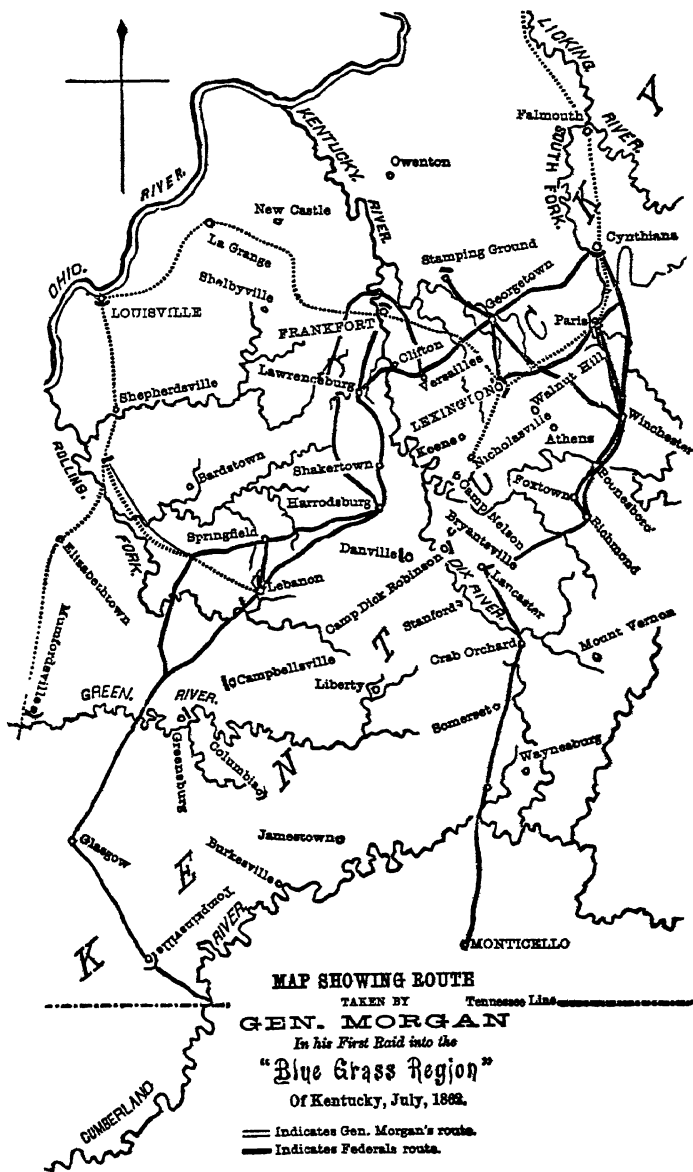 LICKING
RIVER.
Falmouth
SOUTH
FORK.
KENTUCKY.
RIVER.
Owenton
RIVER.
OHIO.
New Castle
La Grange
Shelbyville
LOUISVILLE
Stamping Ground
Georgetown
Cynthiana
FRANKFORT
Clifton
Paris
Lawrenceburg
Versailles
LEXINGTON
Walnut Hill
Shepherdsville
Keene
Nicholasville
Athens
Winchester
ROLLING
FORK.
Bardstown
Shakertown
Camp Nelson
Foxtown
Boonesboro'
Harrodsburg
Springfield
Bryantsville
Richmond
Danville
Elizabethtown
Lebanon
Camp Dick Robinson
DIX RIVER.
Lancaster
Stanford
Munfordsville
Crab Orchard
Mount Vernon
Campbellsville
Liberty
GREEN.
RIVER.
Somerset
Greensburg
Columbia
Waynesburg
Glasgow
Jamestown
Burkesville
Tompkinsville
RIVER.
CUMBERLAND
MONTICELLO
K E N T U C K Y
MAP SHOWING ROUTE
TAKEN BY
Tennessee Line
GEN. MORGAN
In his First Raid into the
"Blue Grass Region"
Of Kentucky, July, 1862.
Indicates Gen. Morgan's route.
Indicates Federals route.